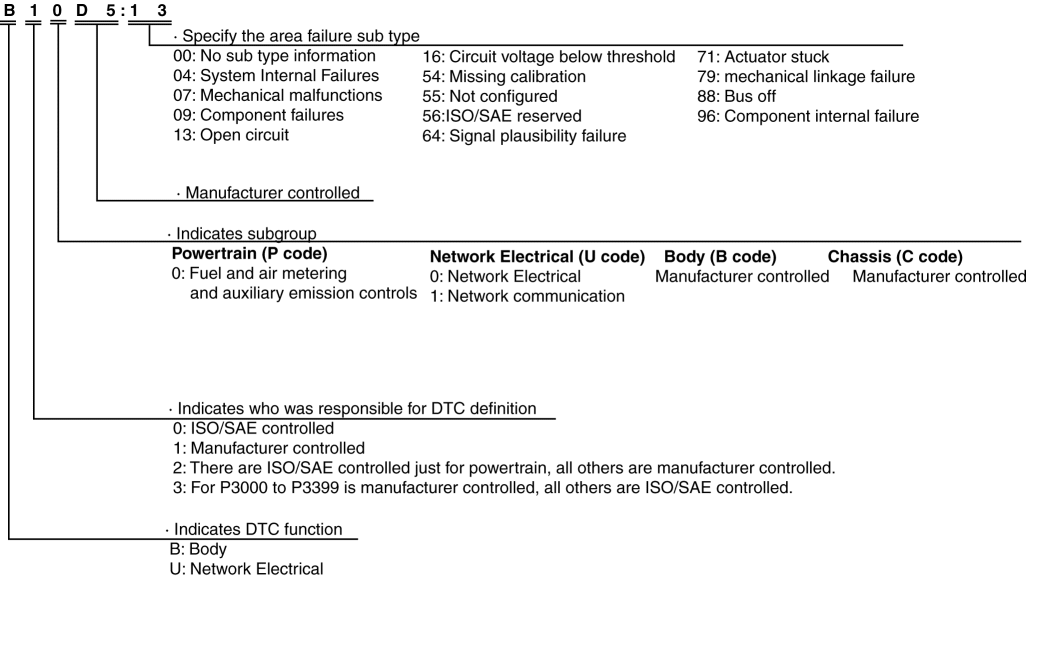 B 1 0 D 5:1 3
· Specify the area failure sub type
00: No sub type information
04: System Internal Failures
07: Mechanical malfunctions
09: Component failures
13: Open circuit
16: Circuit voltage below threshold
54: Missing calibration
55: Not configured
56:ISO/SAE reserved
64: Signal plausibility failure
71: Actuator stuck
79: mechanical linkage failure
88: Bus off
96: Component internal failure
· Manufacturer controlled
· Indicates subgroup
Powertrain (P code)
0: Fuel and air metering
and auxiliary emission controls
Network Electrical (U code)
0: Network Electrical
1: Network communication
Body (B code)
Manufacturer controlled
Chassis (C code)
Manufacturer controlled
· Indicates who was responsible for DTC definition
0: ISO/SAE controlled
1: Manufacturer controlled
2: There are ISO/SAE controlled just for powertrain, all others are manufacturer controlled.
3: For P3000 to P3399 is manufacturer controlled, all others are ISO/SAE controlled.
· Indicates DTC function
B: Body
U: Network Electrical